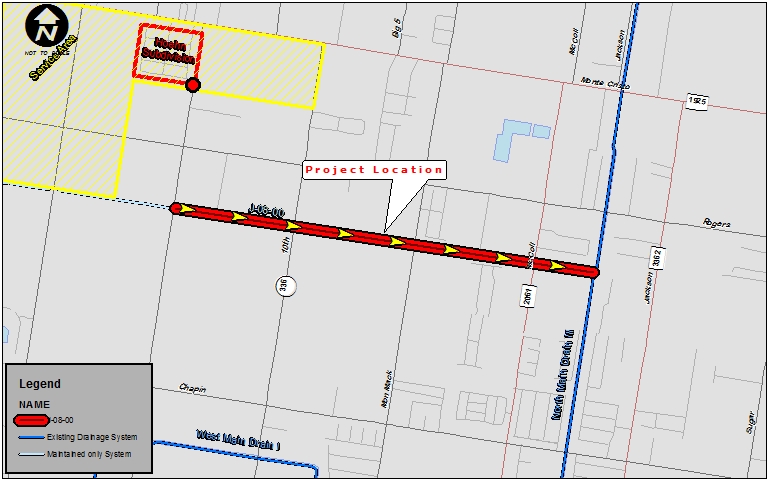 N
NOT TO SCALE
Service Area
Hoehn
Subdivision
Big 5
McColl
Jackson
Monte Cristo
1925
Project Location
J-08-00
10th
336
Rogers
McColl
2061
3362
Jackson
North Main Drain III
Chapin
Mon Mack
Sugar
West Main Drain I
Legend
NAME
-08-00
Existing Drainage System
Maintained only System